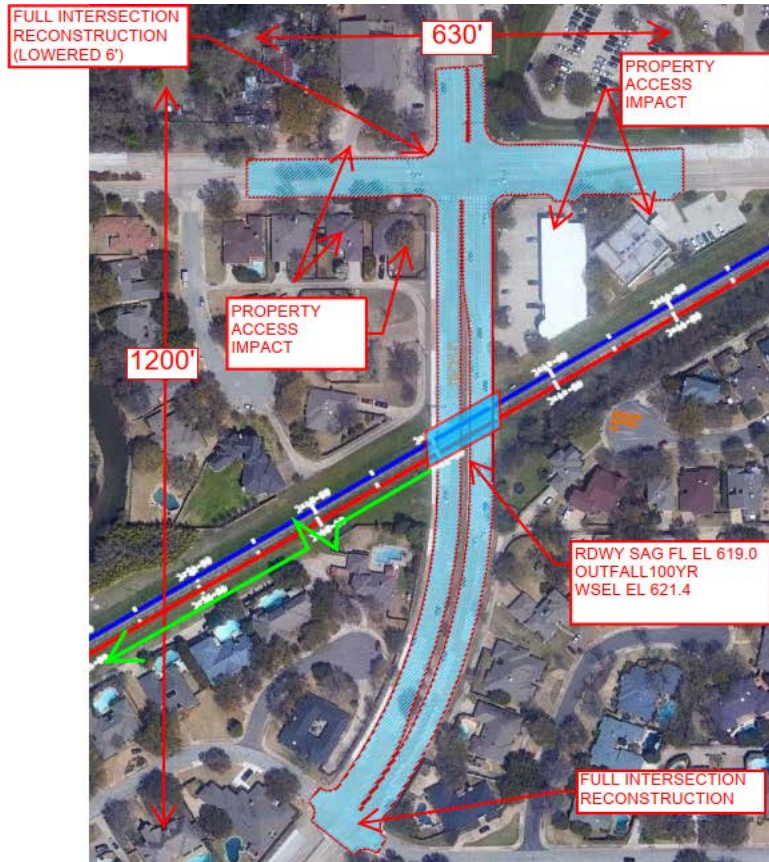 FULL INTERSECTION
RECONSTRUCTION
(LOWERED 6')
630'
PROPERTY
ACCESS
IMPACT
PROPERTY
ACCESS
IMPACT
1200'
RDWY SAG FL EL 619.0
OUTFALL100YR
WSEL EL 621.4
FULL INTERSECTION
RECONSTRUCTION